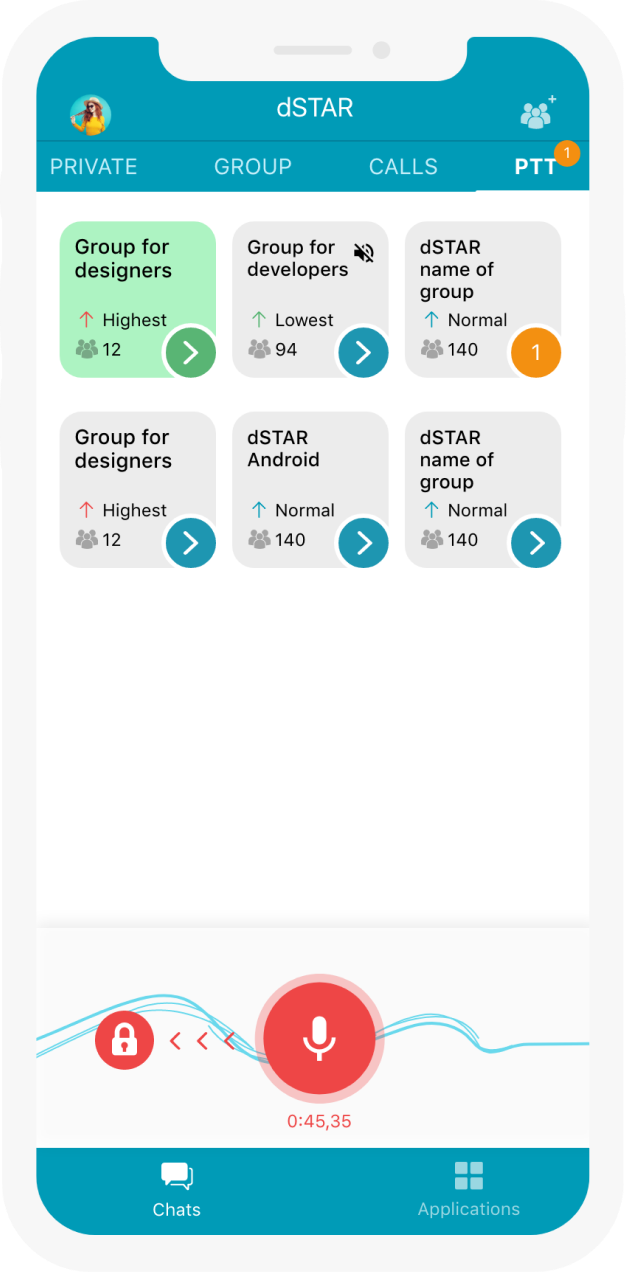 dSTAR
PRIVATE GROUP CALLS PTT 1
Group for
designers
Highest
12
Group for
developers
Lowest
94
dSTAR
name of
group
Normal
140
1
Group for
designers
Highest
12
dSTAR
Android
Normal
140
dSTAR
name of
group
Normal
140
0:45,35
Chats Applications